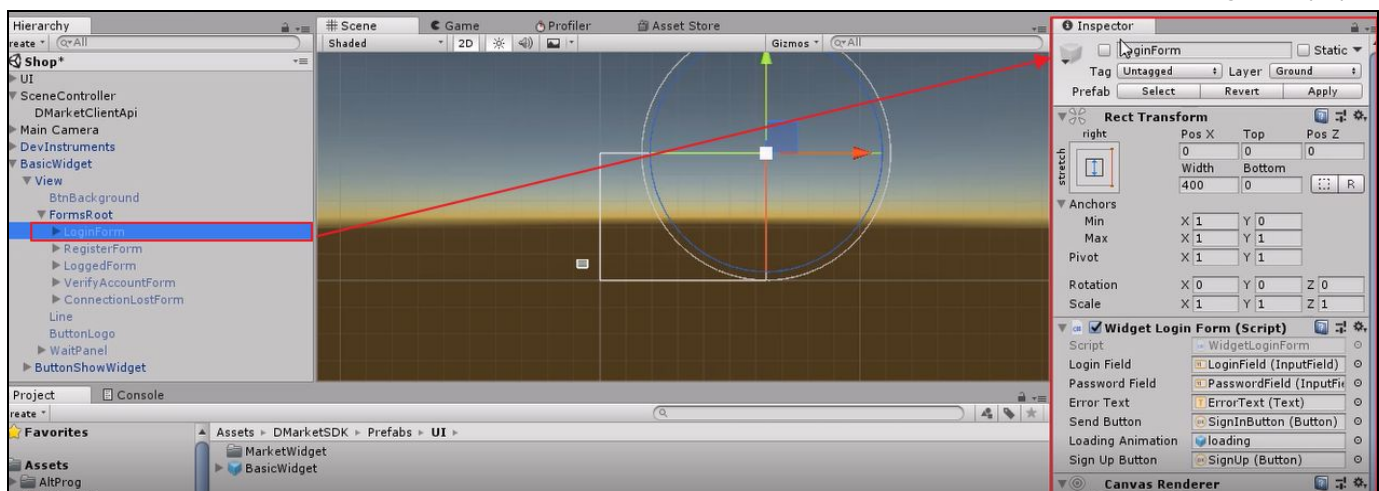 Hierarchy
reate
All
Shop*
UI
SceneController
DMarketClientApi
Main Camera
DevInstruments
BasicWidget
View
BtnBackground
FormsRoot
LoginForm
RegisterForm
LoggedForm
VerifyAccountForm
ConnectionLostForm
Line
ButtonLogo
WaitPanel
ButtonShowWidget
Scene Game Profiler Asset Store
Shaded 2D Gizmos All
Inspector
ginForm Static
Tag Untagged Layer Ground
Prefab Select Revert Apply
Rect Transform
right Pos X Top Pos Z
stretch 0 0 0
Width Bottom
400 0 R
Anchors
Min X 1 Y 0
Max X 1 Y 1
Pivot X 1 Y 1
Rotation X 0 Y 0 Z 0
Scale X 1 Y 1 Z 1
Widget Login Form (Script)
Script WidgetLoginForm
Login Field LoginField (InputField)
Password Field PasswordField (InputFie
Error Text ErrorText (Text)
Send Button SignInButton (Button)
Loading Animation loading
Sign Up Button SignUp (Button)
Canvas Renderer
Project Console
reate
Favorites
Assets
AltProg
Assets DMarketSDK Prefabs UI
MarketWidget
BasicWidget